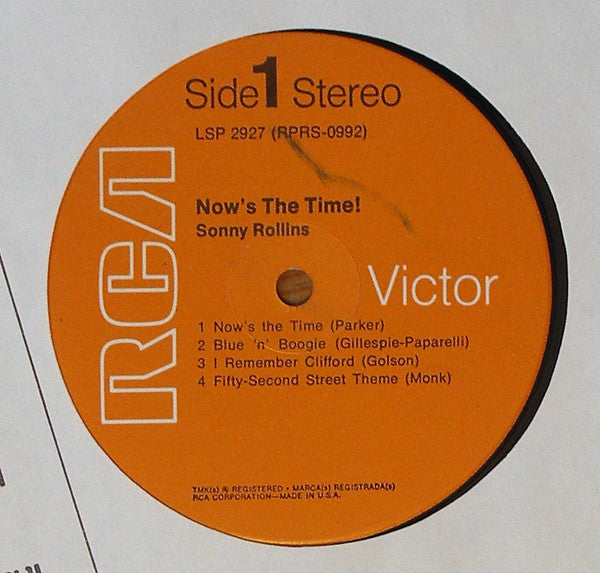 Side 1 Stereo
LSP 2927 (RPRS-0992)
RCA
Now's The Time!
Sonny Rollins
Victor
1 Now's the Time (Parker)
2 Blue 'n' Boogie (Gillespie-Paparelli)
3 I Remember Clifford (Golson)
4 Fifty-Second Street Theme (Monk)
TMK(s) ® REGISTERED • MARCA(s) REGISTRADA(s)
RCA CORPORATION—MADE IN U.S.A.